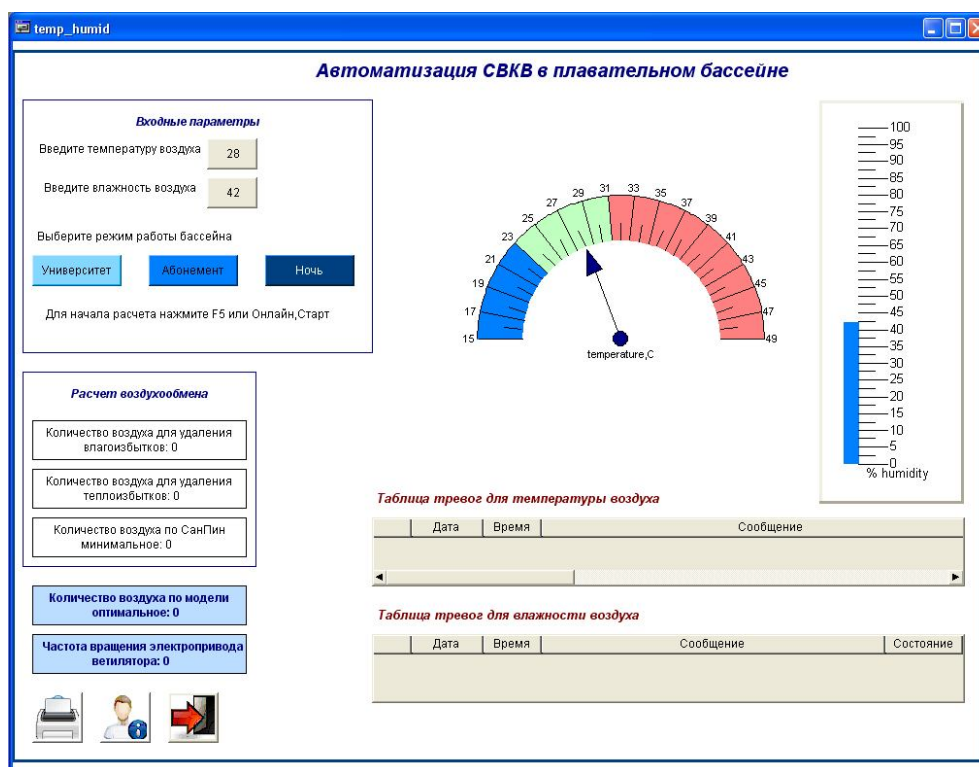 temp_humid
Автоматизация СВКВ в плавательном бассейне
Входные параметры
Введите температуру воздуха 28
Введите влажность воздуха 42
Выберите режим работы бассейна
Университет Абонемент Ночь
Для начала расчета нажмите F5 или Онлайн,Старт
15 17 19 21 23 25 27 29 31 33 35 37 39 41 43 45 47 49
temperature,C
100
95
90
85
80
75
70
65
60
55
50
45
40
35
30
25
20
15
10
5
0
% humidity
Расчет воздухообмена
Количество воздуха для удаления
влагоизбытков: 0
Количество воздуха для удаления
теплоизбытков: 0
Количество воздуха по СанПин
минимальное: 0
Количество воздуха по модели
оптимальное: 0
Частота вращения электропривода
ветилятора: 0
Таблица тревог для температуры воздуха
Дата Время Сообщение
Таблица тревог для влажности воздуха
Дата Время Сообщение Состояние